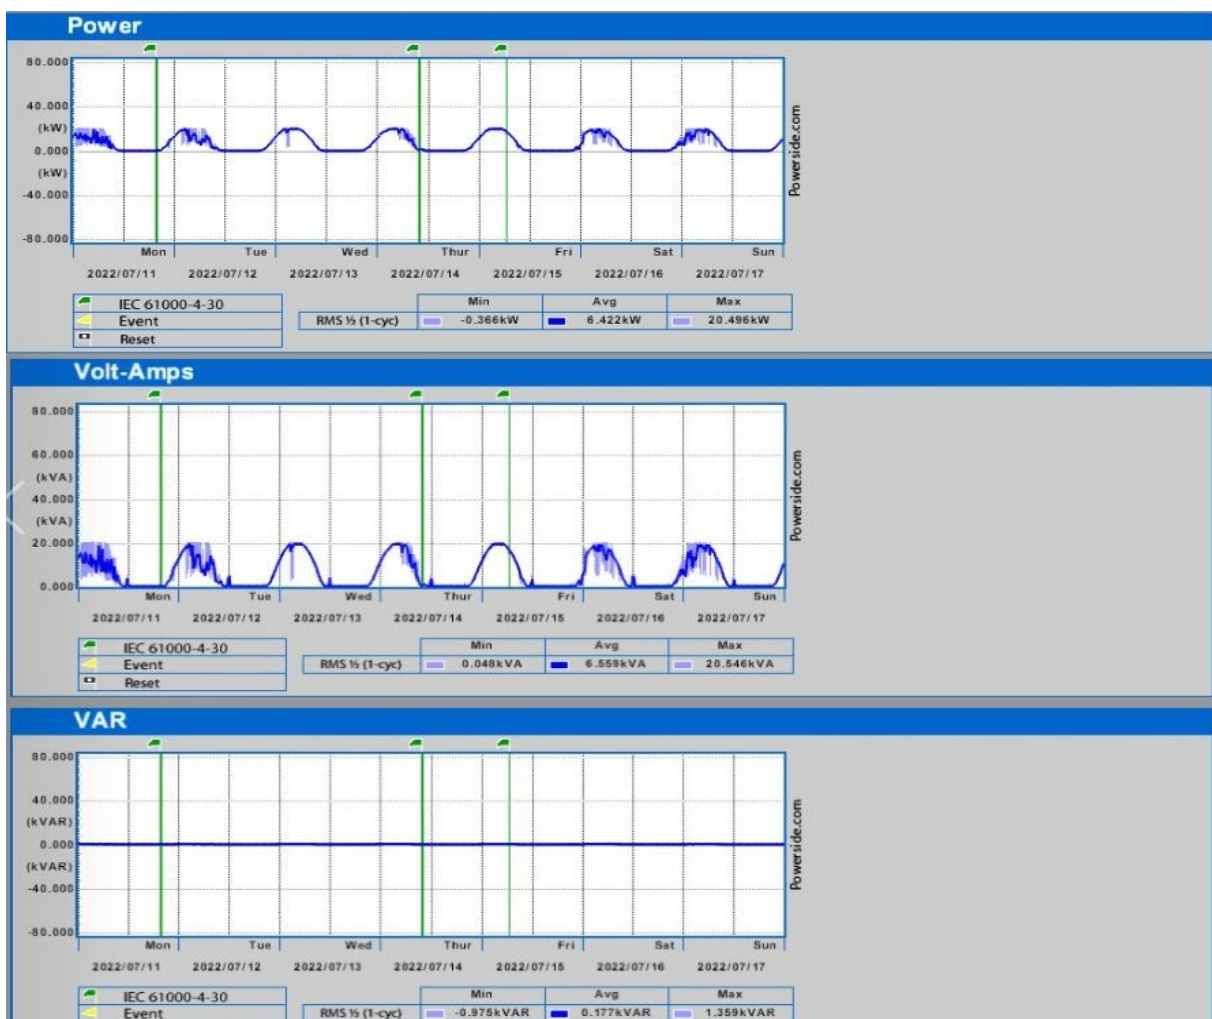 Power
80.000
40.000
(kW)
0.000
(kW)
-40.000
-80.000
Powerside.com
Mon Tue Wed Thur Fri Sat Sun
2022/07/11 2022/07/12 2022/07/13 2022/07/14 2022/07/15 2022/07/16 2022/07/17
IEC 61000-4-30 Min Avg Max
Event RMS ½ (1-cyc) -0.366kW 6.422kW 20.496kW
Reset
Volt-Amps
80.000
60.000
(kVA)
40.000
(kVA)
20.000
0.000
Powerside.com
Mon Tue Wed Thur Fri Sat Sun
2022/07/11 2022/07/12 2022/07/13 2022/07/14 2022/07/15 2022/07/16 2022/07/17
IEC 61000-4-30 Min Avg Max
Event RMS ½ (1-cyc) 0.048kVA 6.559kVA 20.546kVA
Reset
VAR
80.000
40.000
(kVAR)
0.000
(kVAR)
-40.000
-80.000
Powerside.com
Mon Tue Wed Thur Fri Sat Sun
2022/07/11 2022/07/12 2022/07/13 2022/07/14 2022/07/15 2022/07/16 2022/07/17
IEC 61000-4-30 Min Avg Max
Event RMS ½ (1-cyc) -0.975kVAR 0.177kVAR 1.359kVAR